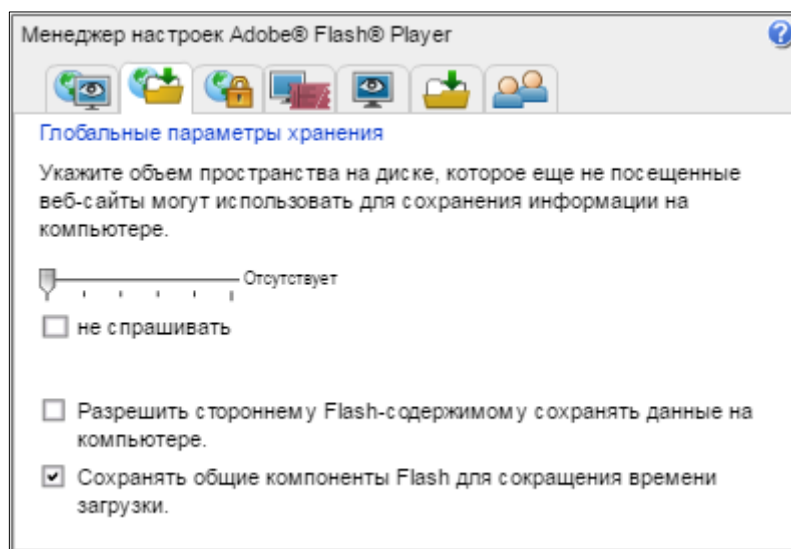 Менеджер настроек Adobe® Flash® Player
?
Глобальные параметры хранения
Укажите объем пространства на диске, которое еще не посещенные
веб-сайты могут использовать для сохранения информации на
компьютере.
Отсутствует
не спрашивать
Разрешить стороннему Flash-содержимому сохранять данные на
компьютере.
Сохранять общие компоненты Flash для сокращения времени
загрузки.